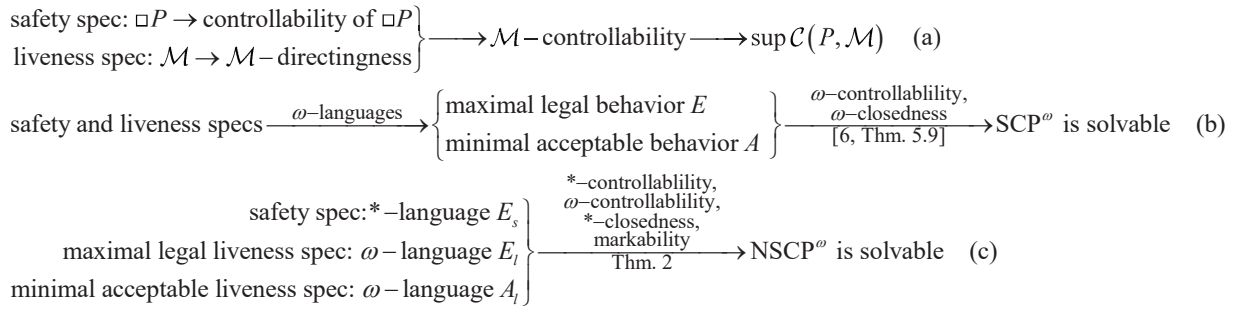 safety spec: □P → controllability of □P
liveness spec: ℳ → ℳ − directingness
ℳ − controllability
sup 𝒞(P, ℳ) (a)
safety and liveness specs
ω−languages
maximal legal behavior E
minimal acceptable behavior A
ω−controllablility,
ω−closedness
[6, Thm. 5.9]
SCP^ω is solvable (b)
safety spec:*−language E_s
maximal legal liveness spec: ω − language E_l
minimal acceptable liveness spec: ω − language A_l
*−controllablility,
ω−controllability,
*−closedness,
markability
Thm. 2
NSCP^ω is solvable (c)